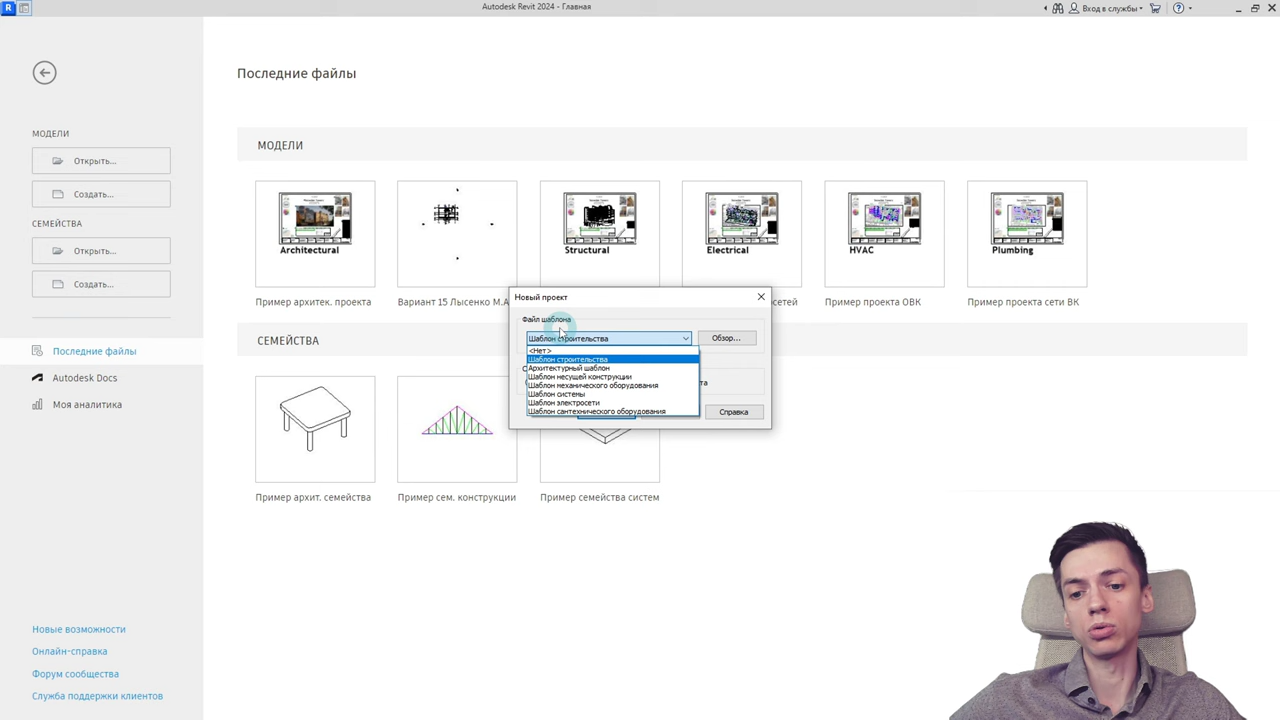 R
Autodesk Revit 2024 - Главная
Вход в службы
Последние файлы
МОДЕЛИ
Открыть...
Создать...
СЕМЕЙСТВА
Открыть...
Создать...
Последние файлы
Autodesk Docs
Моя аналитика
Новые возможности
Онлайн-справка
Форум сообщества
Служба поддержки клиентов
МОДЕЛИ
Architectural
Structural
Electrical
HVAC
Plumbing
Пример архитек. проекта
Вариант 15 Лысенко М.А
сетей
Пример проекта ОВК
Пример проекта сети ВК
СЕМЕЙСТВА
Пример архит. семейства
Пример сем. конструкции
Пример семейства систем
Новый проект
Файл шаблона
Шаблон строительства
Обзор...
<Нет>
Шаблон строительства
Архитектурный шаблон
Шаблон несущей конструкции
Шаблон механического оборудования
Шаблон системы
Шаблон электросети
Шаблон сантехнического оборудования
та
Справка